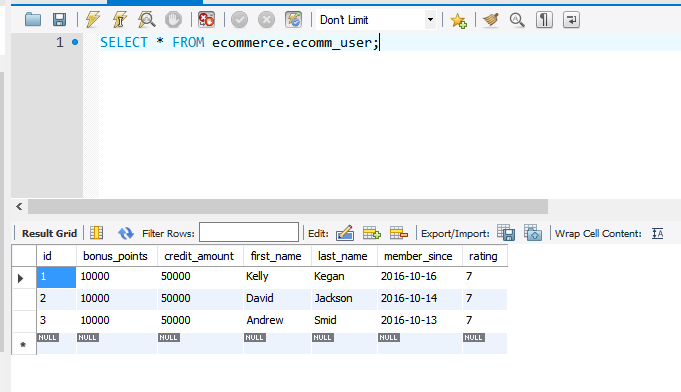 Don't Limit
1 SELECT * FROM ecommerce.ecomm_user;
Result Grid Filter Rows: Edit: Export/Import: Wrap Cell Content:
id bonus_points credit_amount first_name last_name member_since rating
1 10000 50000 Kelly Kegan 2016-10-16 7
2 10000 50000 David Jackson 2016-10-14 7
3 10000 50000 Andrew Smid 2016-10-13 7
NULL NULL NULL NULL NULL NULL NULL